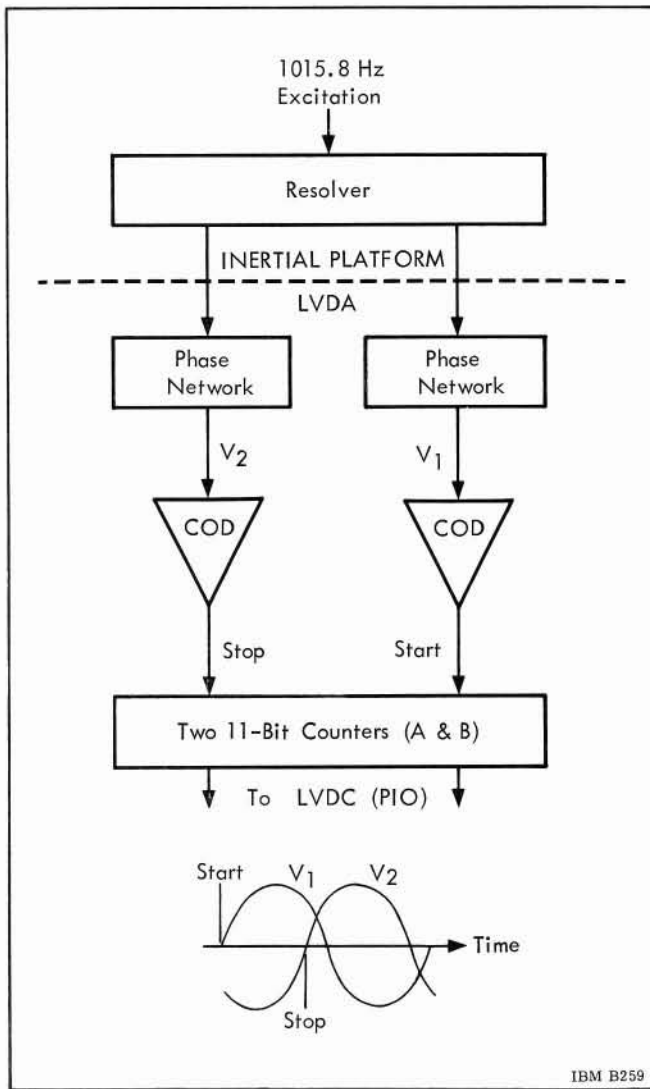 1015.8 Hz
Excitation
Resolver
INERTIAL PLATFORM
LVDA
Phase
Network
Phase
Network
V2
V1
COD
COD
Stop
Start
Two 11-Bit Counters (A & B)
To LVDC (PIO)
Start
V1
V2
Time
Stop
IBM B259